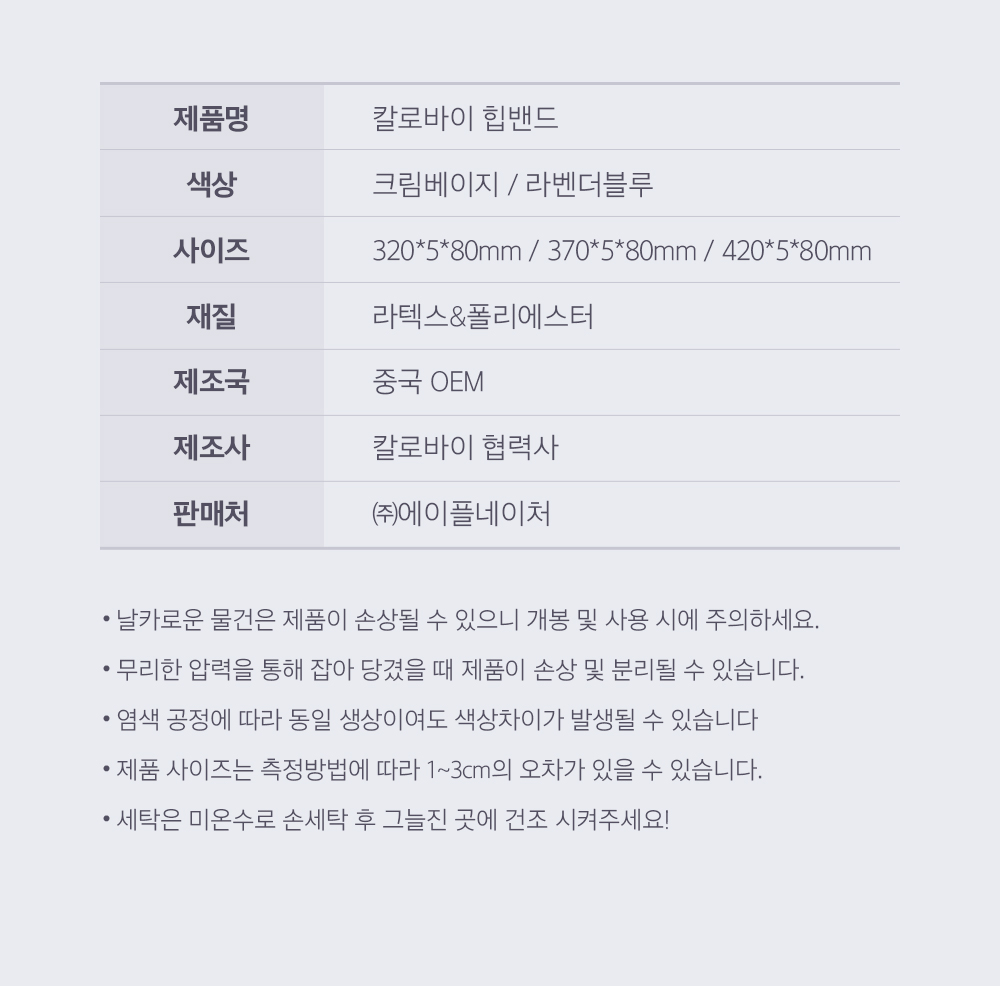 제품명 칼로바이 힙밴드
색상 크림베이지 / 라벤더블루
사이즈 320*5*80mm / 370*5*80mm / 420*5*80mm
재질 라텍스&폴리에스터
제조국 중국 OEM
제조사 칼로바이 협력사
판매처 ㈜에이플네이처
• 날카로운 물건은 제품이 손상될 수 있으니 개봉 및 사용 시에 주의하세요.
• 무리한 압력을 통해 잡아 당겼을 때 제품이 손상 및 분리될 수 있습니다.
• 염색 공정에 따라 동일 생상이여도 색상차이가 발생될 수 있습니다
• 제품 사이즈는 측정방법에 따라 1~3cm의 오차가 있을 수 있습니다.
• 세탁은 미온수로 손세탁 후 그늘진 곳에 건조 시켜주세요!